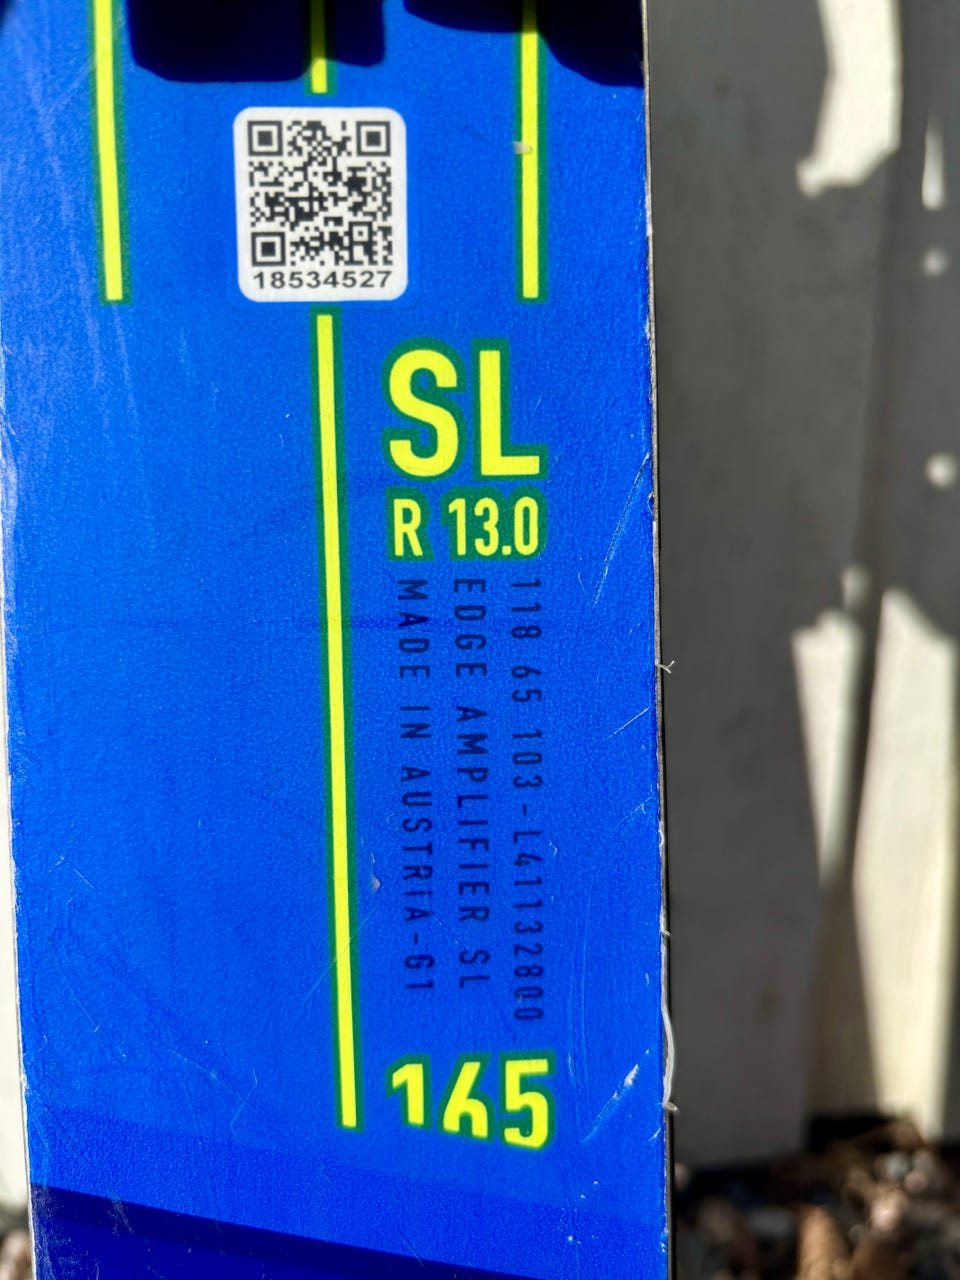 18534527
SL
R 13.0
118 65 103-L41132800
EDGE AMPLIFIER SL
MADE IN AUSTRIA-G1
165